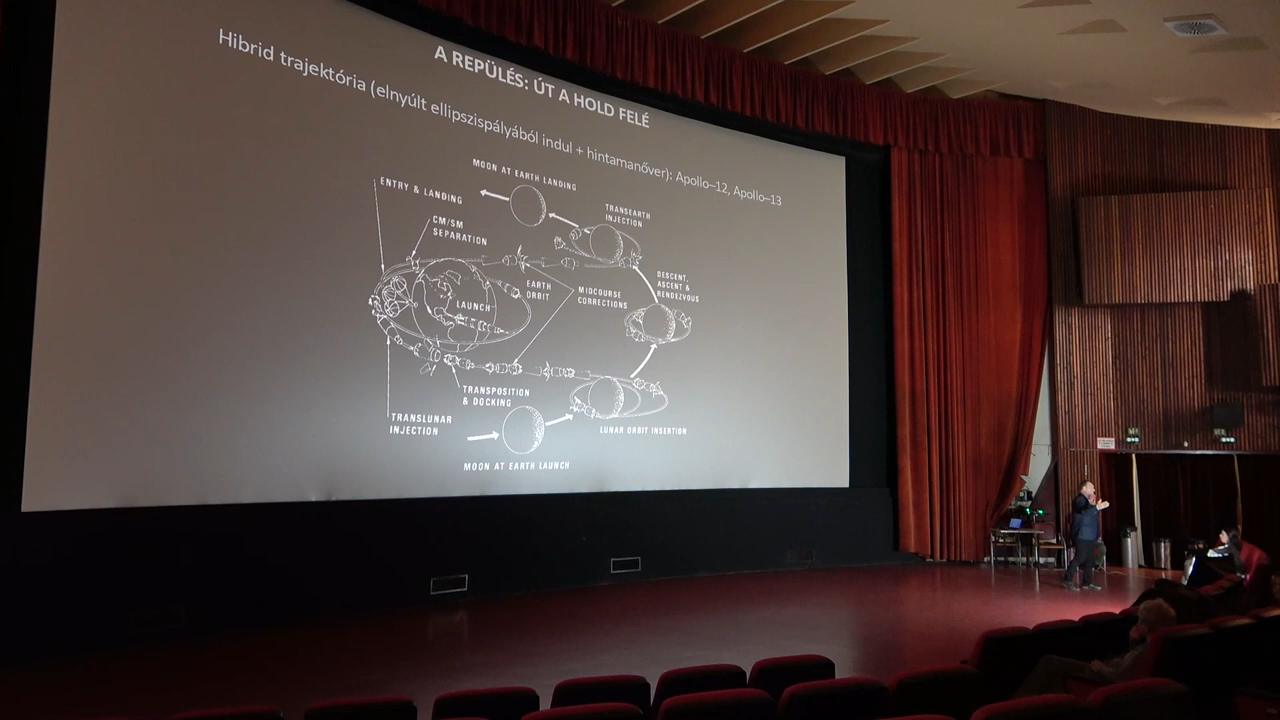 A REPÜLÉS: ÚT A HOLD FELÉ
Hibrid trajektória (elnyúlt ellipszispályából indul + hintamanőver): Apollo–12, Apollo–13
MOON AT EARTH LANDING
ENTRY & LANDING
TRANSEARTH
INJECTION
CM/SM
SEPARATION
DESCENT,
ASCENT &
RENDEZVOUS
EARTH
ORBIT
MIDCOURSE
CORRECTIONS
LAUNCH
TRANSPOSITION
& DOCKING
TRANSLUNAR
INJECTION
LUNAR ORBIT INSERTION
MOON AT EARTH LAUNCH